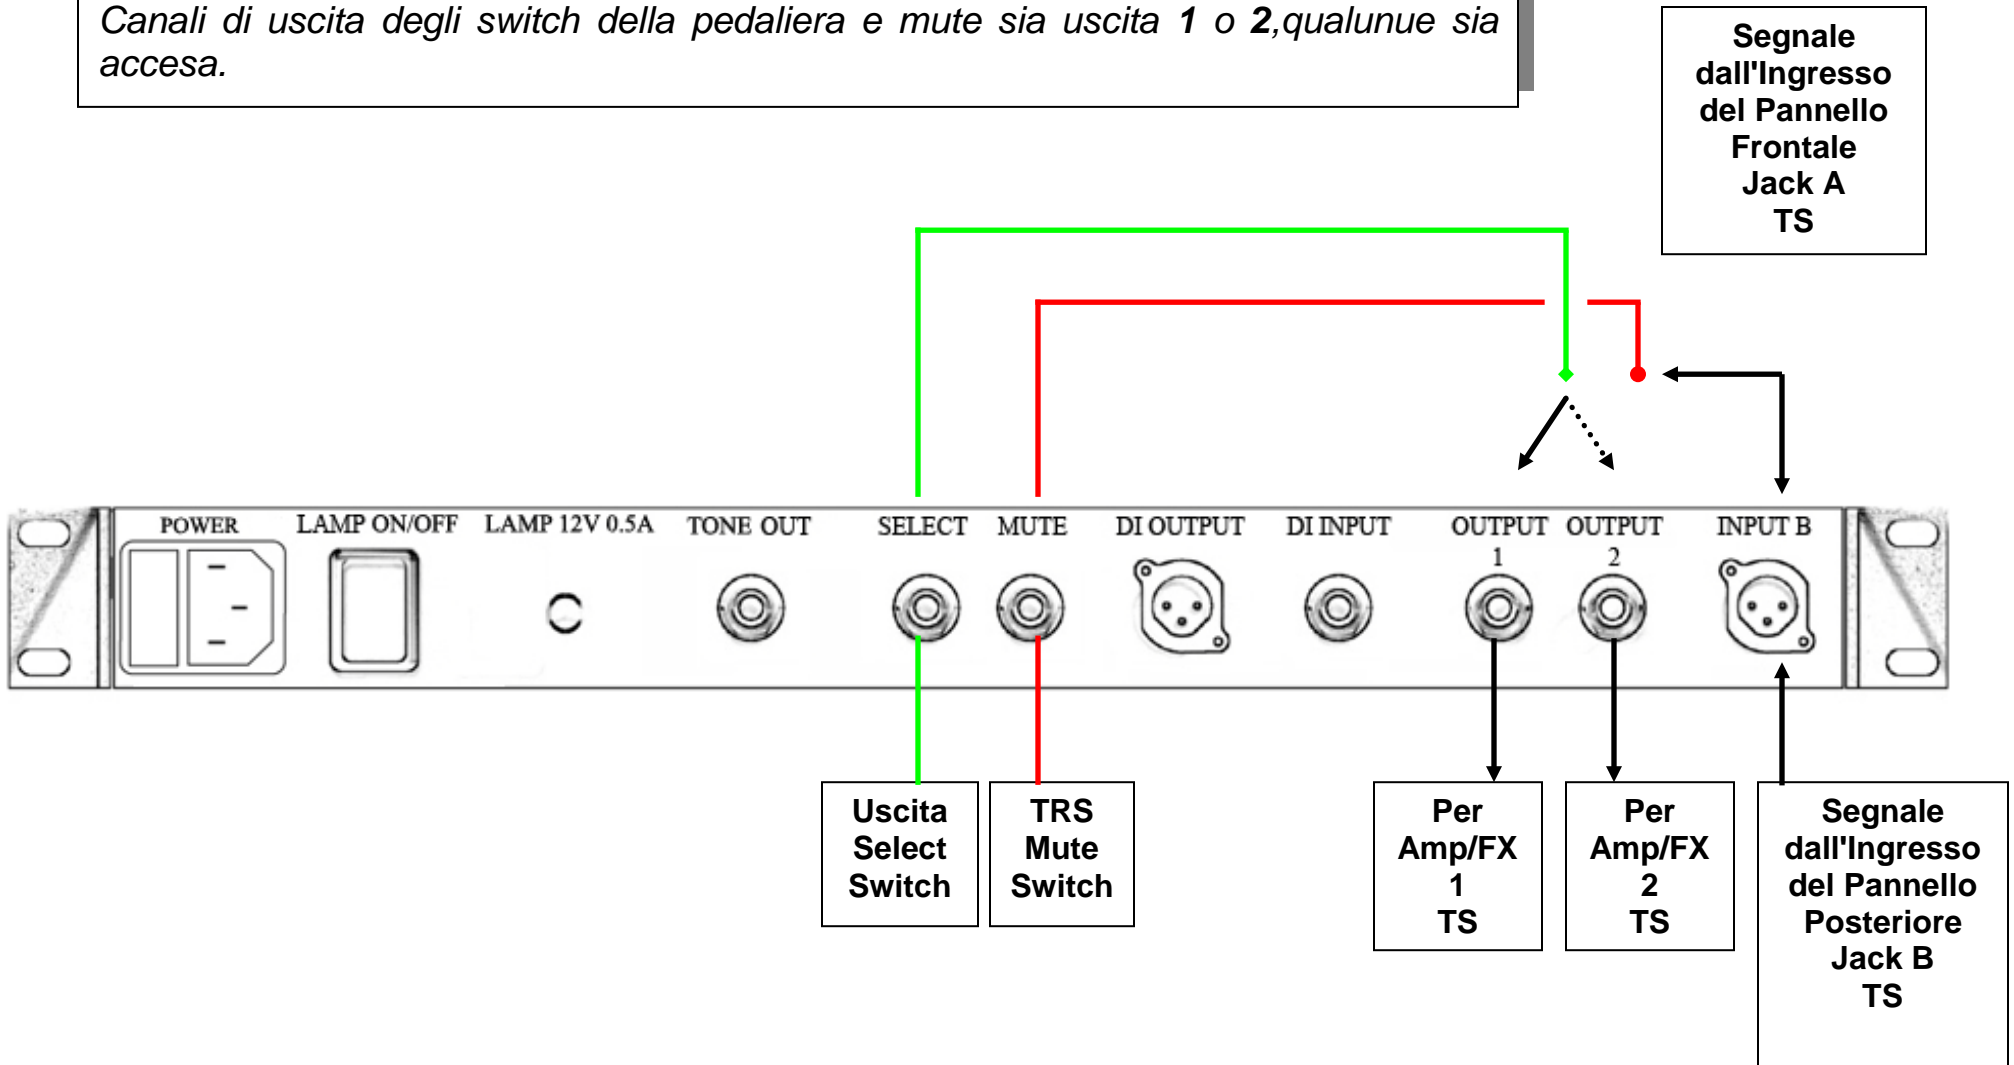 Canali di uscita degli switch della pedaliera e mute sia uscita 1 o 2,qualunue sia
accesa.
Segnale
dall'Ingresso
del Pannello
Frontale
Jack A
TS
POWER
LAMP ON/OFF
LAMP 12V 0.5A
TONE OUT
SELECT
MUTE
DI OUTPUT
DI INPUT
OUTPUT
1
OUTPUT
2
INPUT B
Uscita
Select
Switch
TRS
Mute
Switch
Per
Amp/FX
1
TS
Per
Amp/FX
2
TS
Segnale
dall'Ingresso
del Pannello
Posteriore
Jack B
TS